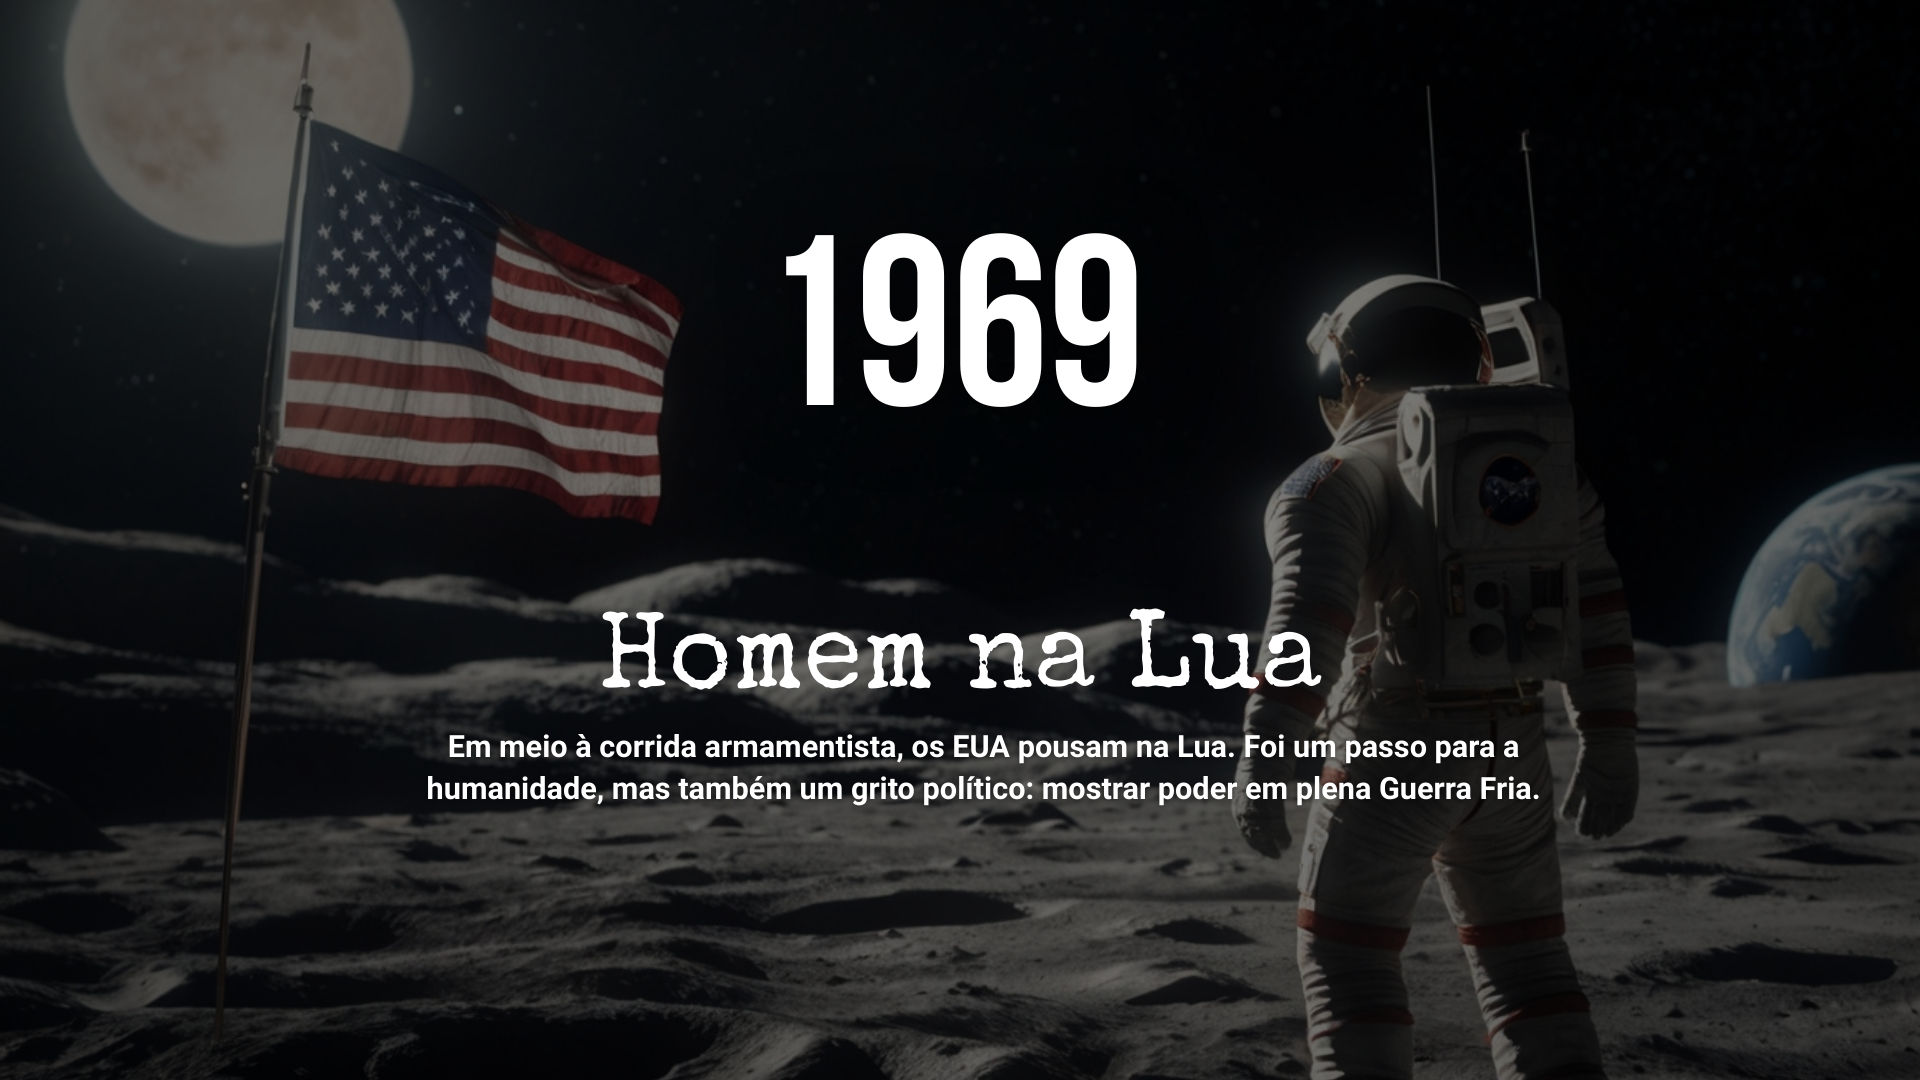 1969
Homem na Lua
Em meio à corrida armamentista, os EUA pousam na Lua. Foi um passo para a
humanidade, mas também um grito político: mostrar poder em plena Guerra Fria.